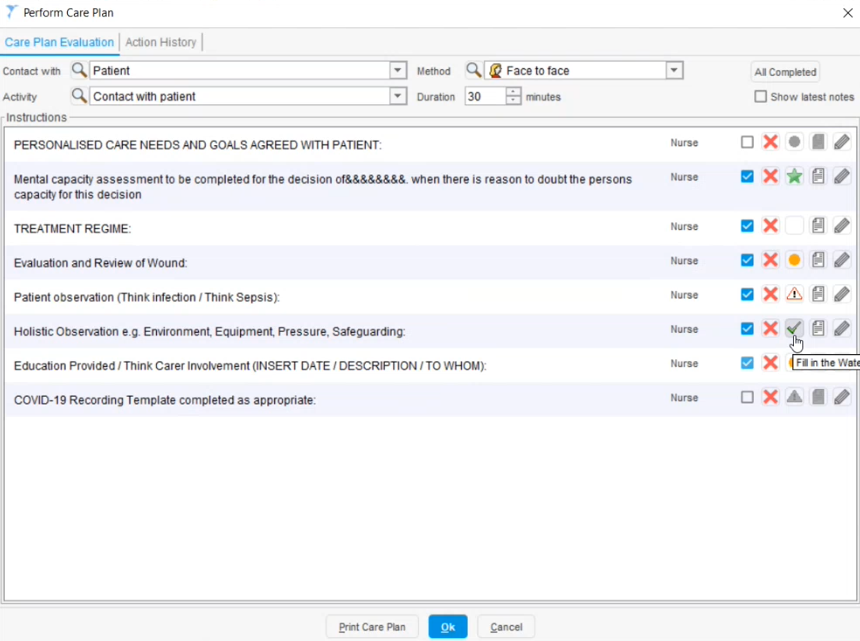 Perform Care Plan
Care Plan Evaluation Action History
Contact with Patient Method Face to face All Completed
Activity Contact with patient Duration 30 minutes Show latest notes
Instructions
PERSONALISED CARE NEEDS AND GOALS AGREED WITH PATIENT: Nurse
Mental capacity assessment to be completed for the decision of&&&&&&&&. when there is reason to doubt the persons Nurse
capacity for this decision
TREATMENT REGIME: Nurse
Evaluation and Review of Wound: Nurse
Patient observation (Think infection / Think Sepsis): Nurse
Holistic Observation e.g. Environment, Equipment, Pressure, Safeguarding: Nurse
Education Provided / Think Carer Involvement (INSERT DATE / DESCRIPTION / TO WHOM): Nurse Fill in the Wate
COVID-19 Recording Template completed as appropriate: Nurse
Print Care Plan Ok Cancel